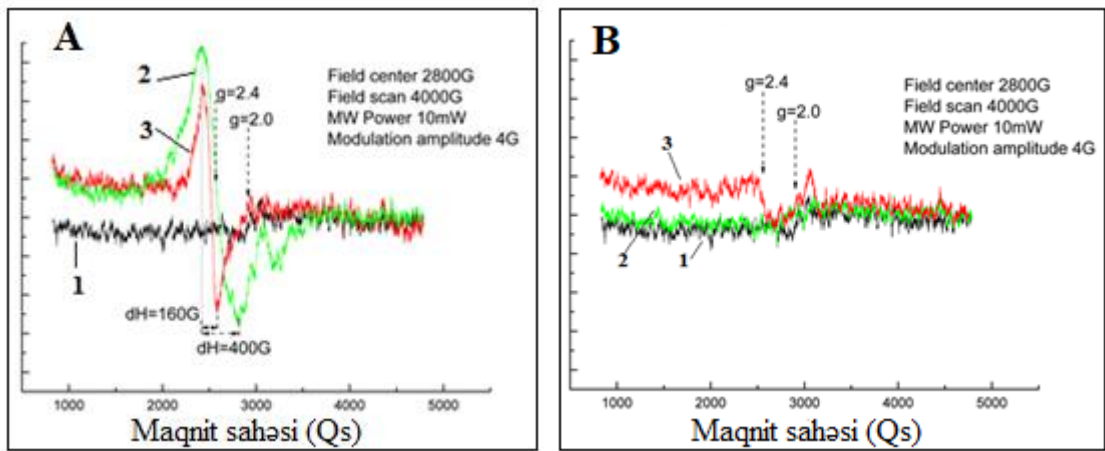 A
2
3
1
g=2.4
g=2.0
Field center 2800G
Field scan 4000G
MW Power 10mW
Modulation amplitude 4G
dH=160G
dH=400G
1000 2000 3000 4000 5000
Maqnit sahəsi (Qs)
B
Field center 2800G
Field scan 4000G
MW Power 10mW
Modulation amplitude 4G
g=2.4
g=2.0
3
2
1
1000 2000 3000 4000 5000
Maqnit sahəsi (Qs)